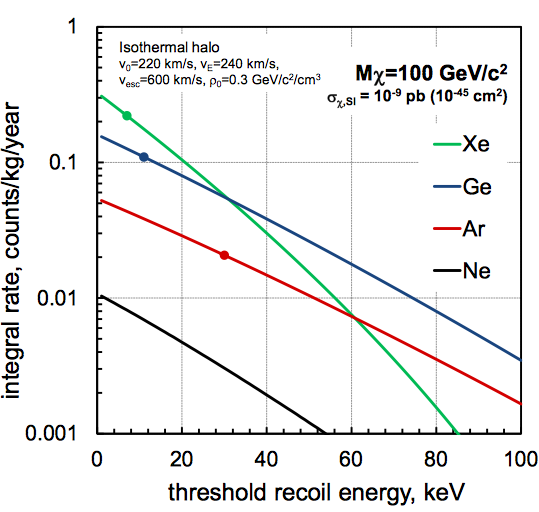 integral rate, counts/kg/year
1
0.1
0.01
0.001
Isothermal halo
v₀=220 km/s, vE=240 km/s,
vesc=600 km/s, ρ₀=0.3 GeV/c²/cm³
Mχ=100 GeV/c²
σχ,SI = 10⁻⁹ pb (10⁻⁴⁵ cm²)
Xe
Ge
Ar
Ne
0 20 40 60 80 100
threshold recoil energy, keV